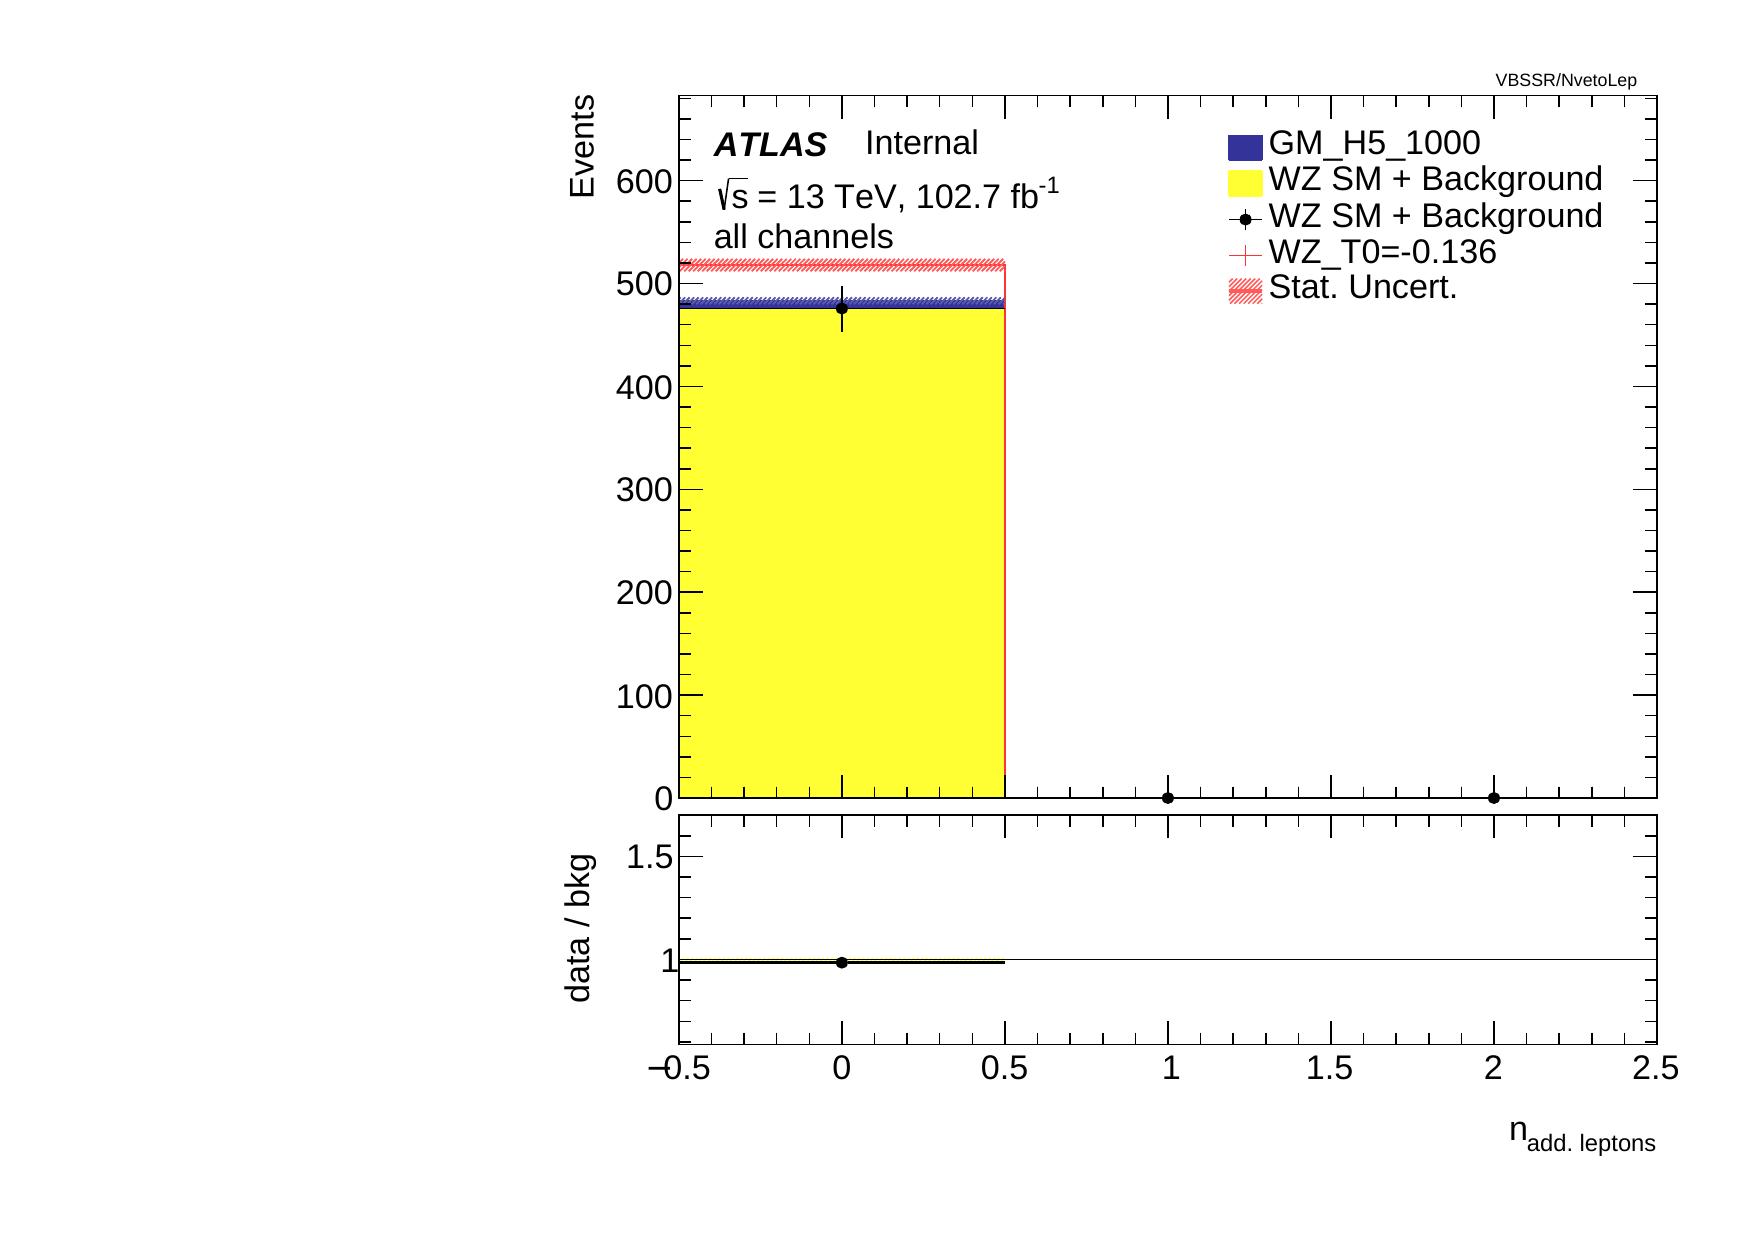 VBSSR/NvetoLep
Events
ATLAS Internal
√s = 13 TeV, 102.7 fb-1
all channels
GM_H5_1000
WZ SM + Background
WZ SM + Background
WZ_T0=-0.136
Stat. Uncert.
600
500
400
300
200
100
0
data / bkg
1.5
1
−0.5 0 0.5 1 1.5 2 2.5
nadd. leptons